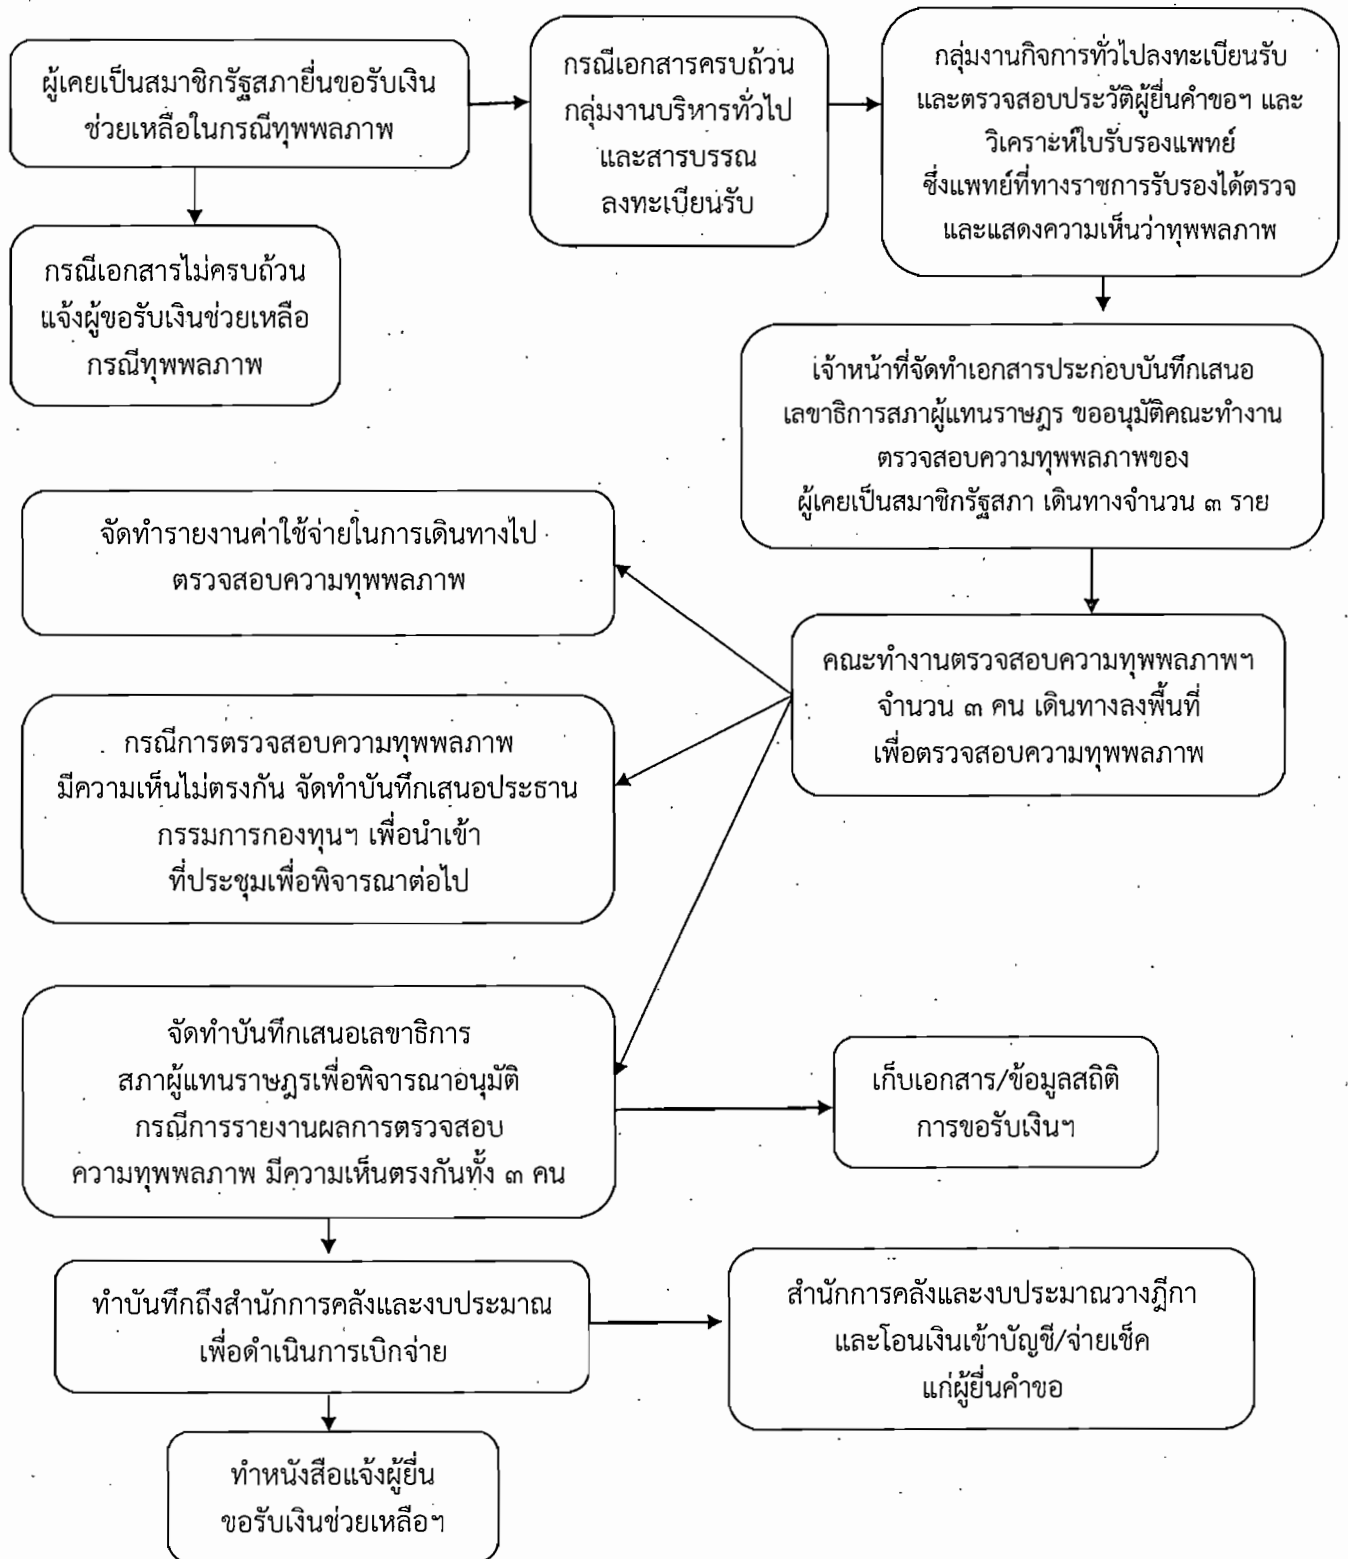 ผู้เคยเป็นสมาชิกรัฐสภายื่นขอรับเงิน
ช่วยเหลือในกรณีทุพพลภาพ
กรณีเอกสารครบถ้วน
กลุ่มงานบริหารทั่วไป
และสารบรรณ
ลงทะเบียนรับ
กลุ่มงานกิจการทั่วไปลงทะเบียนรับ
และตรวจสอบประวัติผู้ยื่นคำขอฯ และ
วิเคราะห์ใบรับรองแพทย์
ซึ่งแพทย์ที่ทางราชการรับรองได้ตรวจ
และแสดงความเห็นว่าทุพพลภาพ
กรณีเอกสารไม่ครบถ้วน
แจ้งผู้ขอรับเงินช่วยเหลือ
กรณีทุพพลภาพ
เจ้าหน้าที่จัดทำเอกสารประกอบบันทึกเสนอ
เลขาธิการสภาผู้แทนราษฎร ขออนุมัติคณะทำงาน
ตรวจสอบความทุพพลภาพของ
ผู้เคยเป็นสมาชิกรัฐสภา เดินทางจำนวน ๓ ราย
จัดทำรายงานค่าใช้จ่ายในการเดินทางไป
ตรวจสอบความทุพพลภาพ
คณะทำงานตรวจสอบความทุพพลภาพฯ
จำนวน ๓ คน เดินทางลงพื้นที่
เพื่อตรวจสอบความทุพพลภาพ
กรณีการตรวจสอบความทุพพลภาพ
มีความเห็นไม่ตรงกัน จัดทำบันทึกเสนอประธาน
กรรมการกองทุนฯ เพื่อนำเข้า
ที่ประชุมเพื่อพิจารณาต่อไป
จัดทำบันทึกเสนอเลขาธิการ
สภาผู้แทนราษฎรเพื่อพิจารณาอนุมัติ
กรณีการรายงานผลการตรวจสอบ
ความทุพพลภาพ มีความเห็นตรงกันทั้ง ๓ คน
เก็บเอกสาร/ข้อมูลสถิติ
การขอรับเงินฯ
ทำบันทึกถึงสำนักการคลังและงบประมาณ
เพื่อดำเนินการเบิกจ่าย
สำนักการคลังและงบประมาณวางฎีกา
และโอนเงินเข้าบัญชี/จ่ายเช็ค
แก่ผู้ยื่นคำขอ
ทำหนังสือแจ้งผู้ยื่น
ขอรับเงินช่วยเหลือฯ